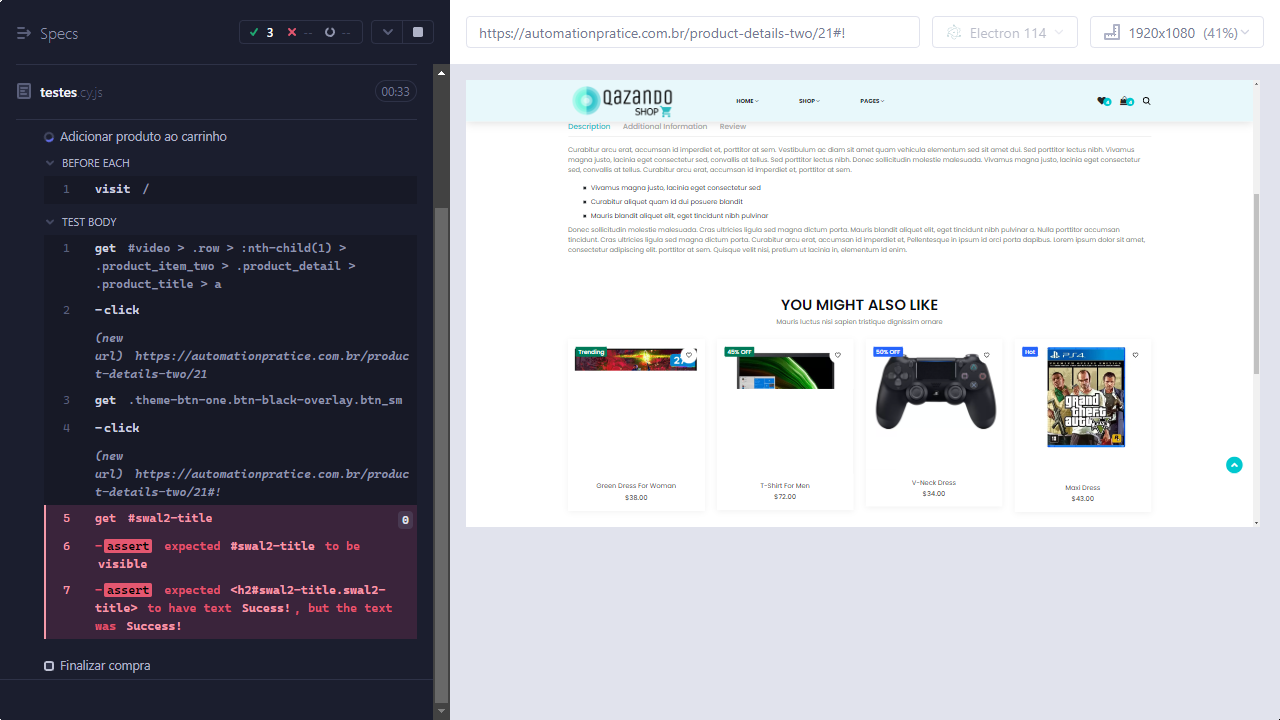 Specs
3
--
--
https://automationpratice.com.br/product-details-two/21#!
Electron 114
1920x1080 (41%)
testes.cy.js
00:33
Adicionar produto ao carrinho
BEFORE EACH
1 visit /
TEST BODY
1 get #video > .row > :nth-child(1) >
.product_item_two > .product_detail >
.product_title > a
2 -click
(new
url) https://automationpratice.com.br/produc
t-details-two/21
3 get .theme-btn-one.btn-black-overlay.btn_sm
4 -click
(new
url) https://automationpratice.com.br/produc
t-details-two/21#!
5 get #swal2-title 0
6 -assert expected #swal2-title to be
visible
7 -assert expected <h2#swal2-title.swal2-
title> to have text Sucess!, but the text
was Success!
Finalizar compra
QAZANDO
SHOP
HOME
SHOP
PAGES
Description Additional Information Review
Curabitur arcu erat, accumsan id imperdiet et, porttitor at sem. Vestibulum ac diam sit amet quam vehicula elementum sed sit amet dui. Sed porttitor lectus nibh. Vivamus
magna justo, lacinia eget consectetur sed, convallis at tellus. Sed porttitor lectus nibh. Donec sollicitudin molestie malesuada. Vivamus magna justo, lacinia eget consectetur
sed, convallis at tellus. Curabitur arcu erat, accumsan id imperdiet et, porttitor at sem.
Vivamus magna justo, lacinia eget consectetur sed
Curabitur aliquet quam id dui posuere blandit
Mauris blandit aliquet elit, eget tincidunt nibh pulvinar
Donec sollicitudin molestie malesuada. Cras ultricies ligula sed magna dictum porta. Mauris blandit aliquet elit, eget tincidunt nibh pulvinar a. Nulla porttitor accumsan
tincidunt. Cras ultricies ligula sed magna dictum porta. Curabitur arcu erat, accumsan id imperdiet et, Pellentesque in ipsum id orci porta dapibus. Lorem ipsum dolor sit amet,
consectetur adipiscing elit. porttitor at sem. Quisque velit nisi, pretium ut lacinia in, elementum id enim.
YOU MIGHT ALSO LIKE
Mauris luctus nisi sapien tristique dignissim ornare
Trending
45% OFF
50% OFF
Hot
PS4
grand
theft
auto
Green Dress For Woman
$38.00
T-Shirt For Men
$72.00
V-Neck Dress
$34.00
Maxi Dress
$43.00